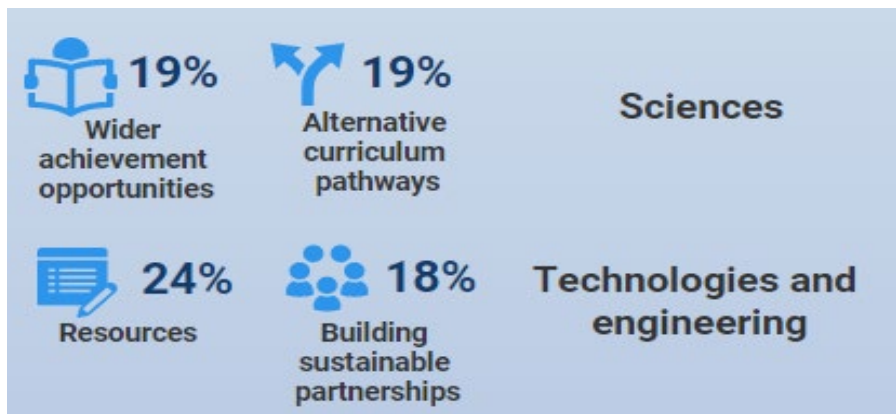 19%
Wider
achievement
opportunities
19%
Alternative
curriculum
pathways
Sciences
24%
Resources
18%
Building
sustainable
partnerships
Technologies and
engineering